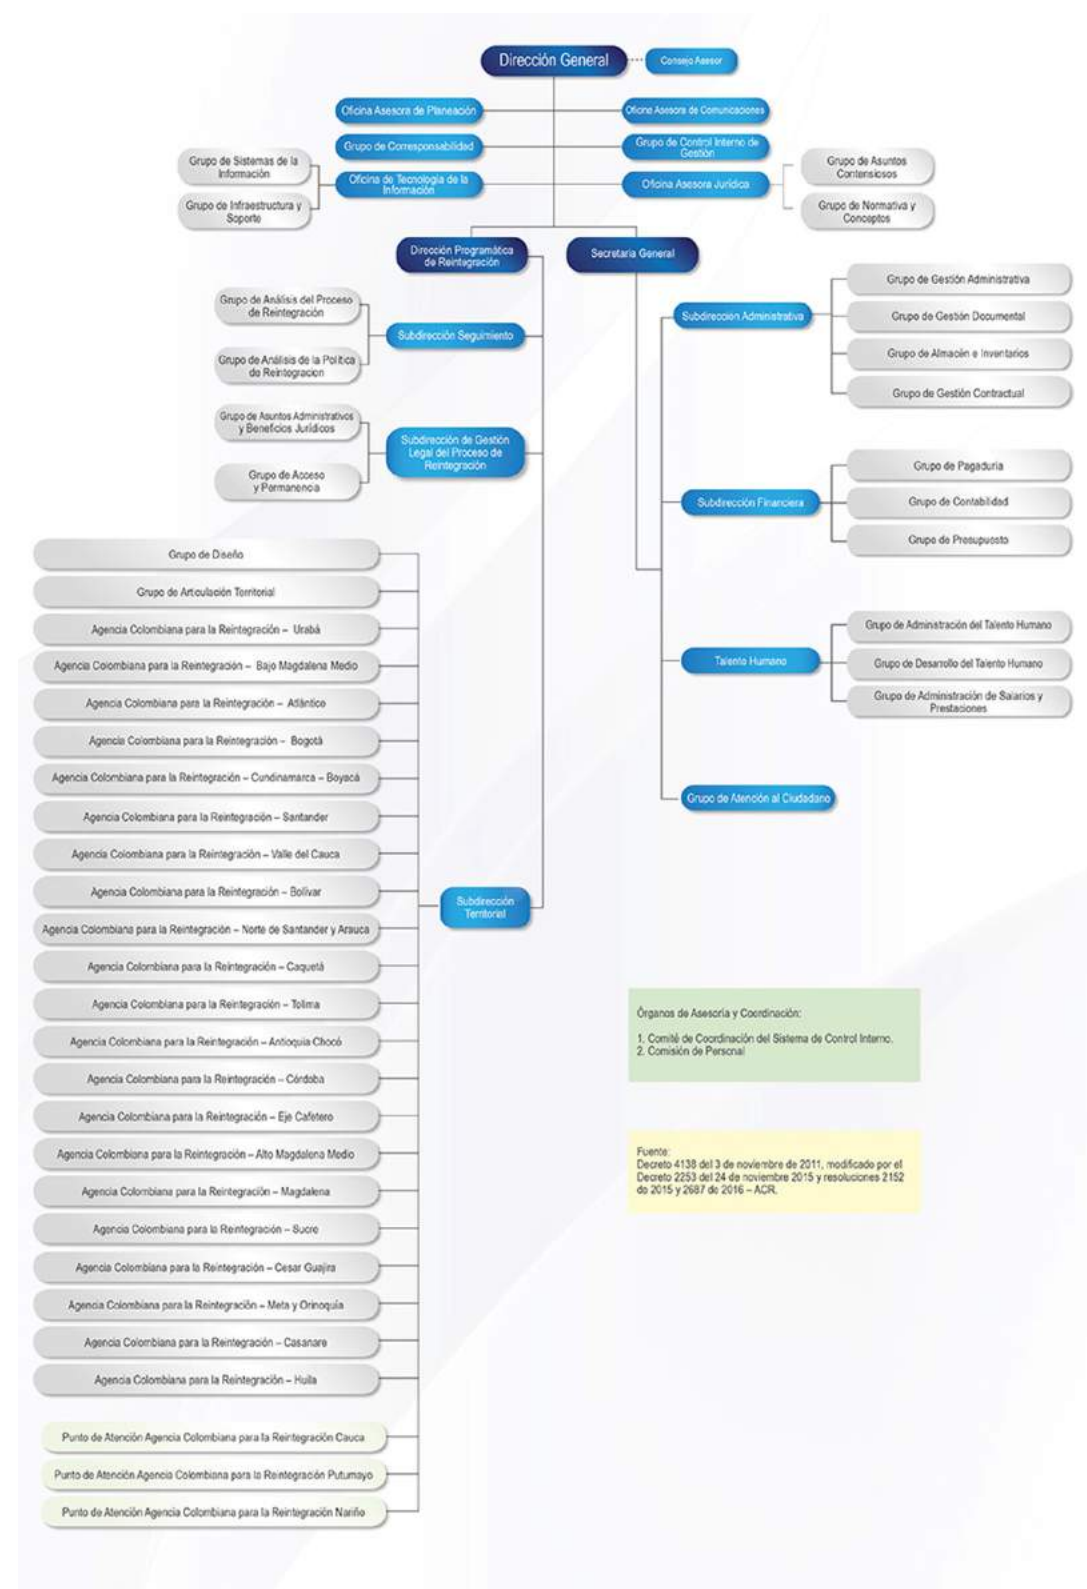 Dirección General
Consejo Asesor
Oficina Asesora de Planeación
Oficina Asesora de Comunicaciones
Grupo de Corresponsabilidad
Grupo de Control Interno de
Gestión
Grupo de Sistemas de la
Información
Grupo de Infraestructura y
Soporte
Oficina de Tecnología de la
Información
Oficina Asesora Jurídica
Grupo de Asuntos
Contensiosos
Grupo de Normativa y
Conceptos
Dirección Programática
de Reintegración
Secretaria General
Grupo de Análisis del Proceso
de Reintegración
Grupo de Análisis de la Política
de Reintegracion
Subdirección Seguimiento
Grupo de Asuntos Administrativos
y Beneficios Jurídicos
Grupo de Acceso
y Permanencia
Subdirección de Gestión
Legal del Proceso de
Reintegración
Subdirección Administrativa
Grupo de Gestión Administrativa
Grupo de Gestión Documental
Grupo de Almacén e Inventarios
Grupo de Gestión Contractual
Subdirección Financiera
Grupo de Pagaduría
Grupo de Contabilidad
Grupo de Presupuesto
Talento Humano
Grupo de Administración del Talento Humano
Grupo de Desarrollo del Talento Humano
Grupo de Administración de Salarios y
Prestaciones
Grupo de Atención al Ciudadano
Grupo de Diseño
Grupo de Articulación Territorial
Agencia Colombiana para la Reintegración – Urabá
Agencia Colombiana para la Reintegración – Bajo Magdalena Medio
Agencia Colombiana para la Reintegración – Atlántico
Agencia Colombiana para la Reintegración – Bogotá
Agencia Colombiana para la Reintegración – Cundinamarca – Boyacá
Agencia Colombiana para la Reintegración – Santander
Agencia Colombiana para la Reintegración – Valle del Cauca
Agencia Colombiana para la Reintegración – Bolívar
Agencia Colombiana para la Reintegración – Norte de Santander y Arauca
Agencia Colombiana para la Reintegración – Caquetá
Agencia Colombiana para la Reintegración – Tolima
Agencia Colombiana para la Reintegración – Antioquia Chocó
Agencia Colombiana para la Reintegración – Córdoba
Agencia Colombiana para la Reintegración – Eje Cafetero
Agencia Colombiana para la Reintegración – Alto Magdalena Medio
Agencia Colombiana para la Reintegración – Magdalena
Agencia Colombiana para la Reintegración – Sucre
Agencia Colombiana para la Reintegración – Cesar Guajira
Agencia Colombiana para la Reintegración – Meta y Orinoquía
Agencia Colombiana para la Reintegración – Casanare
Agencia Colombiana para la Reintegración – Huila
Punto de Atención Agencia Colombiana para la Reintegración Cauca
Punto de Atención Agencia Colombiana para la Reintegración Putumayo
Punto de Atención Agencia Colombiana para la Reintegración Nariño
Subdirección
Territorial
Órganos de Asesoría y Coordinación:
1. Comité de Coordinación del Sistema de Control Interno.
2. Comisión de Personal
Fuente:
Decreto 4138 del 3 de noviembre de 2011, modificado por el
Decreto 2253 del 24 de noviembre 2015 y resoluciones 2152
de 2015 y 2687 de 2016 – ACR.